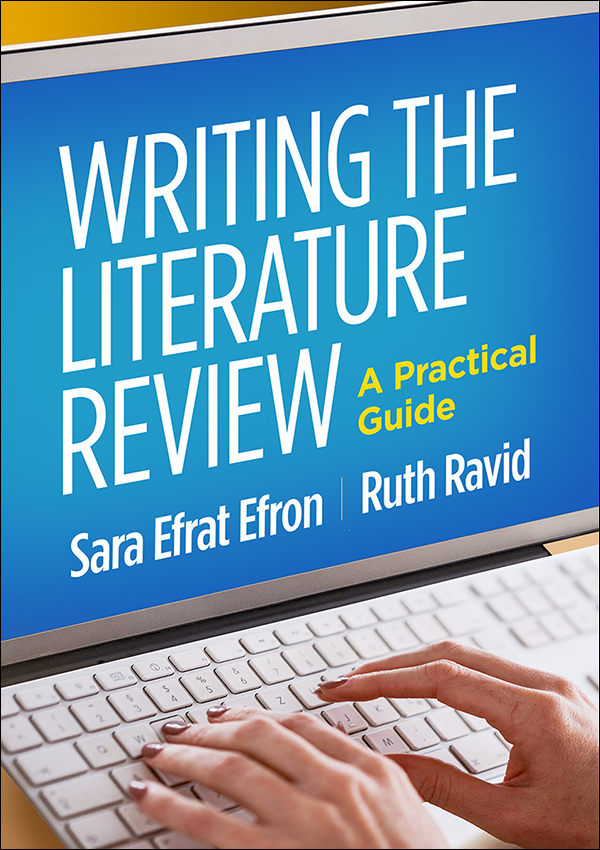 WRITING THE
LITERATURE
REVIEW
A Practical
Guide
Sara Efrat Efron | Ruth Ravid